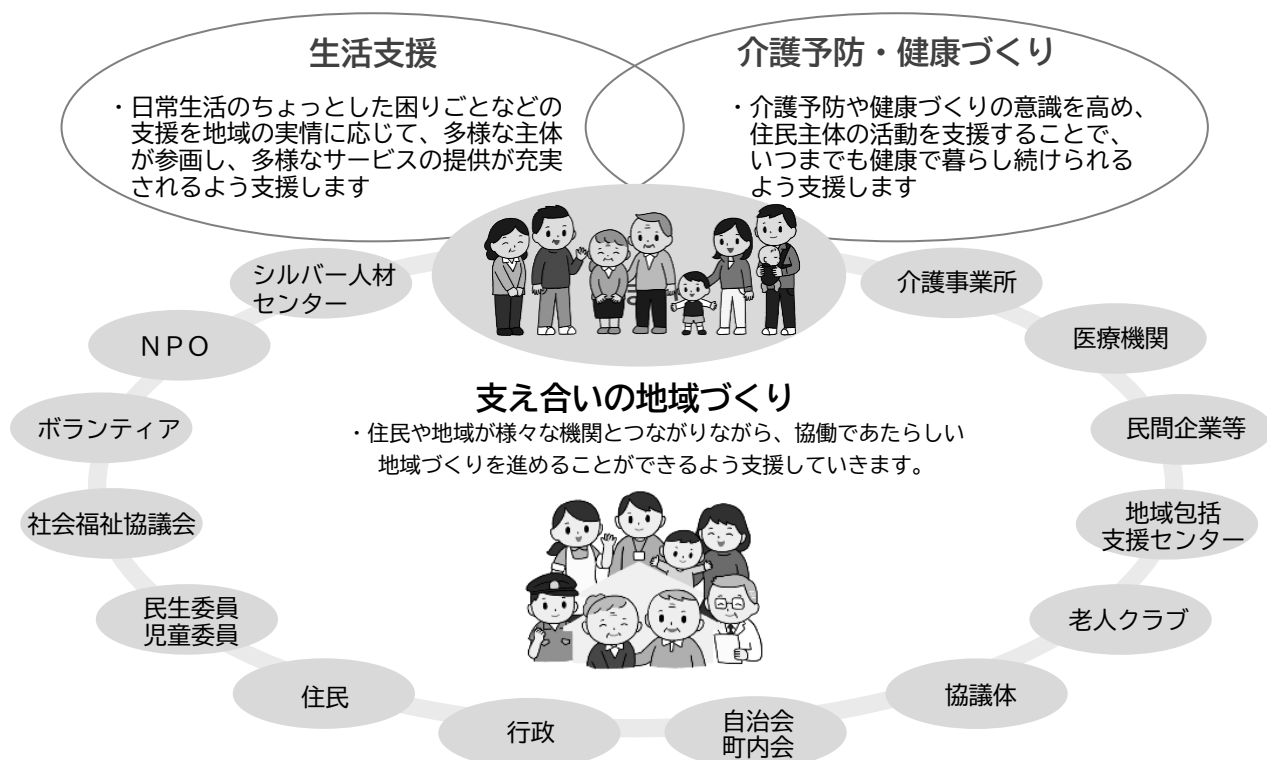 生活支援
・日常生活のちょっとした困りごとなどの
支援を地域の実情に応じて、多様な主体
が参画し、多様なサービスの提供が充実
されるよう支援します
介護予防・健康づくり
・介護予防や健康づくりの意識を高め、
住民主体の活動を支援することで、
いつまでも健康で暮らし続けられる
よう支援します
シルバー人材
センター
ＮＰＯ
ボランティア
社会福祉協議会
民生委員
児童委員
住民
行政
自治会
町内会
協議体
老人クラブ
地域包括
支援センター
民間企業等
医療機関
介護事業所
支え合いの地域づくり
・住民や地域が様々な機関とつながりながら、協働であたらしい
地域づくりを進めることができるよう支援していきます。